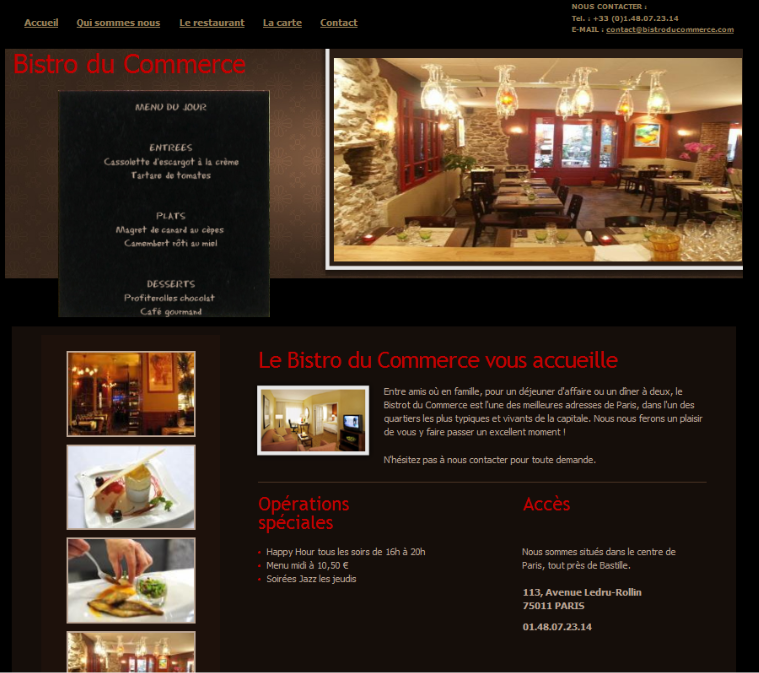 Accueil Qui sommes nous Le restaurant La carte Contact
NOUS CONTACTER :
Tel. : +33 (0)1.48.07.23.14
E-MAIL : contact@bistroducommerce.com
Bistro du Commerce
MENU DU JOUR
ENTREES
Cassolette d'escargot à la crème
Tartare de tomates
PLATS
Magret de canard au cèpes
Camembert rôti au miel
DESSERTS
Profiterolles chocolat
Café gourmand
Le Bistro du Commerce vous accueille
Entre amis où en famille, pour un déjeuner d'affaire ou un dîner à deux, le
Bistrot du Commerce est l'une des meilleures adresses de Paris, dans l'un des
quartiers les plus typiques et vivants de la capitale. Nous nous ferons un plaisir
de vous y faire passer un excellent moment !
N'hésitez pas à nous contacter pour toute demande.
Opérations
spéciales
Happy Hour tous les soirs de 16h à 20h
Menu midi à 10,50 €
Soirées Jazz les jeudis
Accès
Nous sommes situés dans le centre de
Paris, tout près de Bastille.
113, Avenue Ledru-Rollin
75011 PARIS
01.48.07.23.14